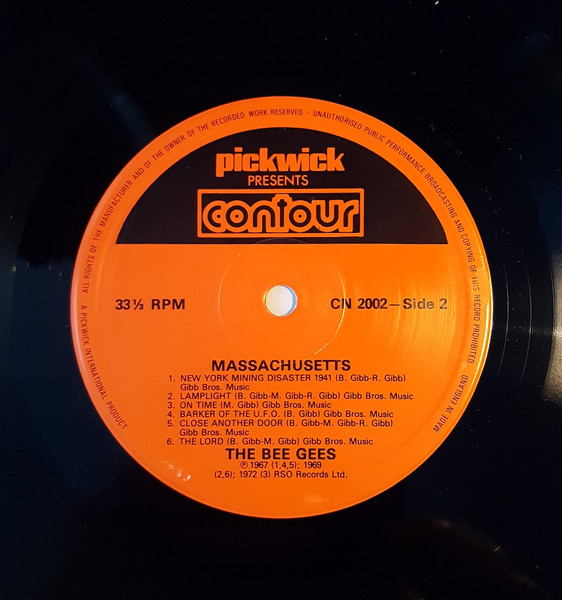 ALL RIGHTS OF THE MANUFACTURER AND OF THE OWNER OF THE RECORDED WORK RESERVED - UNAUTHORISED PUBLIC PERFORMANCE BROADCASTING AND COPYING OF THIS RECORD PROHIBITED
pickwick
PRESENTS
contour
33⅓ RPM
CN 2002—Side 2
MASSACHUSETTS
1. NEW YORK MINING DISASTER 1941 (B. Gibb-R. Gibb)
Gibb Bros. Music
2. LAMPLIGHT (B. Gibb-M. Gibb-R. Gibb) Gibb Bros. Music
3. ON TIME (M. Gibb) Gibb Bros. Music
4. BARKER OF THE U.F.O. (B. Gibb) Gibb Bros. Music
5. CLOSE ANOTHER DOOR (B. Gibb-M. Gibb-R. Gibb)
Gibb Bros. Music
6. THE LORD (B. Gibb-M. Gibb) Gibb Bros. Music
THE BEE GEES
℗ 1967 (1,4,5); 1969
(2,6); 1972 (3) RSO Records Ltd.
A PICKWICK INTERNATIONAL PRODUCT
MADE IN ENGLAND